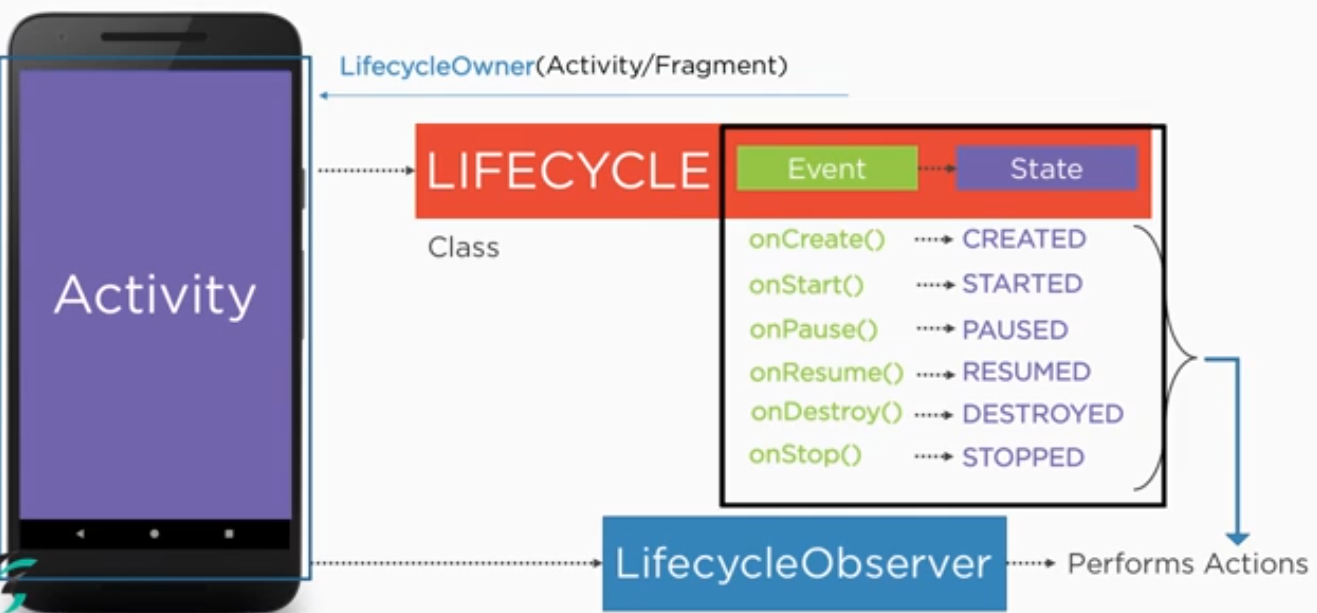 LifecycleOwner(Activity/Fragment)
LIFECYCLE
Event
State
Class
onCreate()
CREATED
onStart()
STARTED
onPause()
PAUSED
onResume()
RESUMED
onDestroy()
DESTROYED
onStop()
STOPPED
Activity
LifecycleObserver
Performs Actions